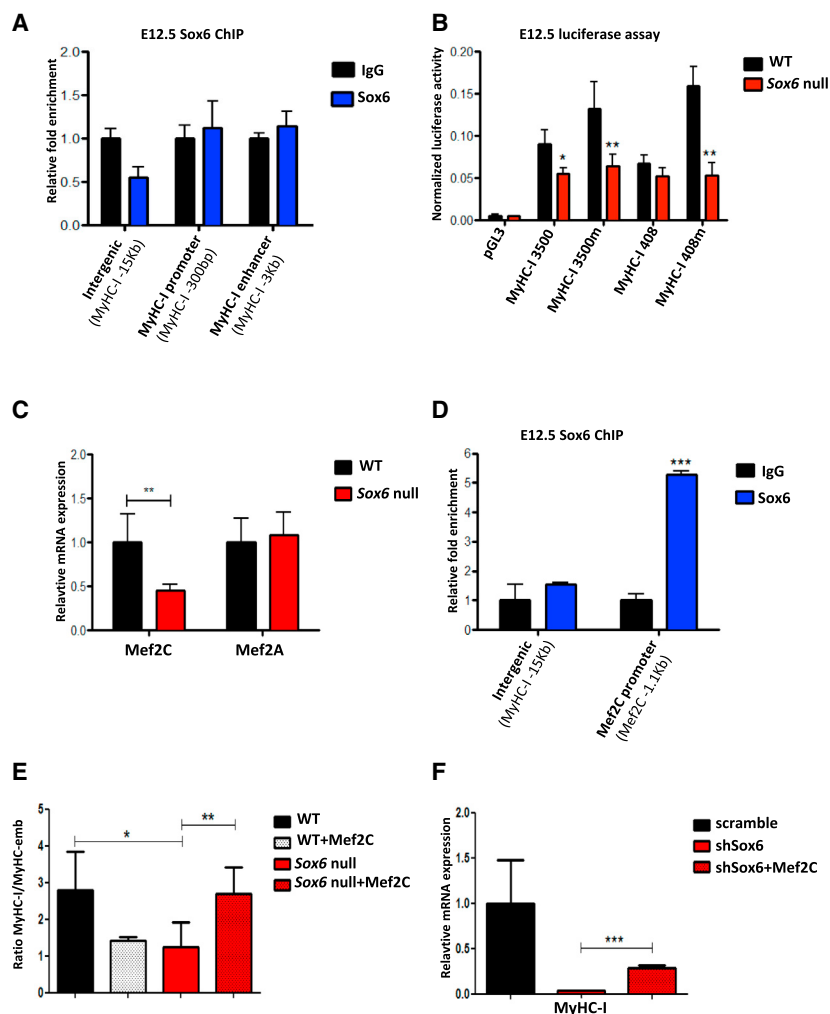 A
E12.5 Sox6 ChIP
Relative fold enrichment
2.0
1.5
1.0
0.5
0.0
IgG
Sox6
Intergenic
(MyHC-I -15Kb)
MyHC-I promoter
(MyHC-I -300bp)
MyHC-I enhancer
(MyHC-I -3Kb)
B
E12.5 luciferase assay
Normalized luciferase activity
0.20
0.15
0.10
0.05
0.00
WT
Sox6 null
*
**
**
pGL3
MyHC-I 3500
MyHC-I 3500m
MyHC-I 408
MyHC-I 408m
C
Relavtive mRNA expression
2.0
1.5
1.0
0.5
0.0
**
WT
Sox6 null
Mef2C
Mef2A
D
E12.5 Sox6 ChIP
Relative fold enrichment
6
5
4
3
2
1
0
***
IgG
Sox6
Intergenic
(MyHC-I -15Kb)
Mef2C promoter
(Mef2C -1.1Kb)
E
Ratio MyHC-I/MyHC-emb
5
4
3
2
1
0
*
**
WT
WT+Mef2C
Sox6 null
Sox6 null+Mef2C
F
Relavtive mRNA expression
2.0
1.5
1.0
0.5
0.0
***
scramble
shSox6
shSox6+Mef2C
MyHC-I